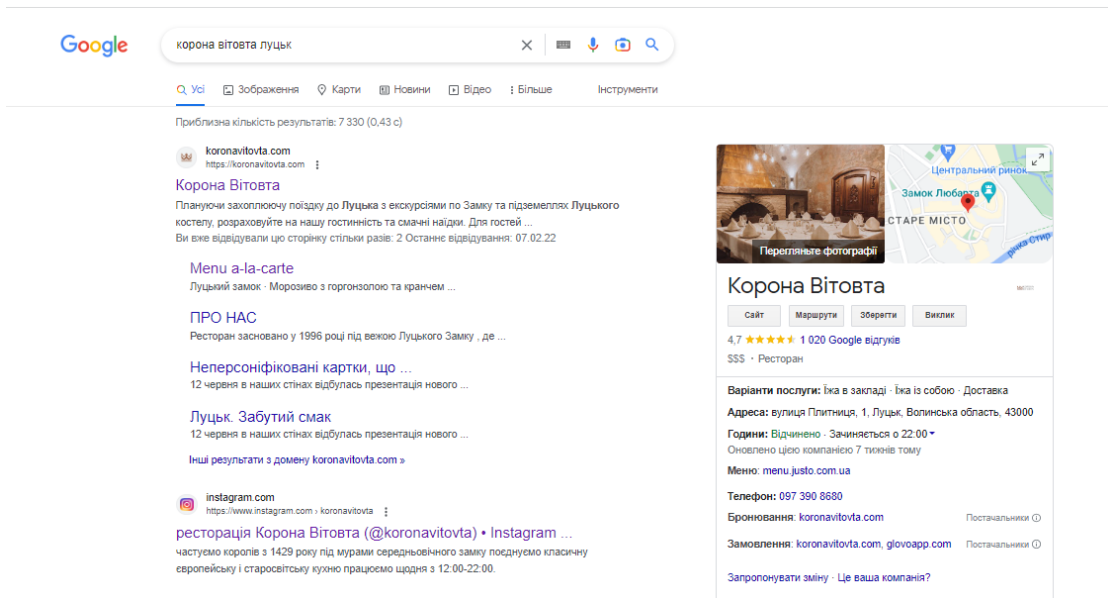 Google
корона вітовта луцьк
Усі Зображення Карти Новини Відео Більше Інструменти
Приблизна кількість результатів: 7 330 (0,43 с)
koronavitovta.com
https://koronavitovta.com
Корона Вітовта
Плануючи захоплюючу поїздку до Луцька з екскурсіями по Замку та підземеллях Луцького
костелу, розраховуйте на нашу гостинність та смачні наїдки. Для гостей ...
Ви вже відвідували цю сторінку стільки разів: 2 Останнє відвідування: 07.02.22
Menu a-la-carte
Луцький замок · Морозиво з горгонзолою та кранчем ...
ПРО НАС
Ресторан засновано у 1996 році під вежою Луцького Замку , де ...
Неперсоніфіковані картки, що ...
12 червня в наших стінах відбулась презентація нового ...
Луцьк. Забутий смак
12 червня в наших стінах відбулась презентація нового ...
Інші результати з домену koronavitovta.com »
instagram.com
https://www.instagram.com › koronavitovta
ресторація Корона Вітовта (@koronavitovta) • Instagram ...
частуємо королів з 1429 року під мурами середньовічного замку поєднуємо класичну
європейську і старосвітську кухню працюємо щодня з 12:00-22:00.
Перегляньте фотографії
Центральний ринок
Замок Любарта
СТАРЕ МІСТО
річка Стир
Корона Вітовта
Сайт Маршрути Зберегти Виклик
4,7 1 020 Google відгуків
$$$ · Ресторан
Варіанти послуги: Їжа в закладі · Їжа із собою · Доставка
Адреса: вулиця Плитниця, 1, Луцьк, Волинська область, 43000
Години: Відчинено · Зачиняється о 22:00
Оновлено цією компанією 7 тижнів тому
Меню: menu.justo.com.ua
Телефон: 097 390 8680
Бронювання: koronavitovta.com Постачальники
Замовлення: koronavitovta.com, glovoapp.com Постачальники
Запропонувати зміну · Це ваша компанія?